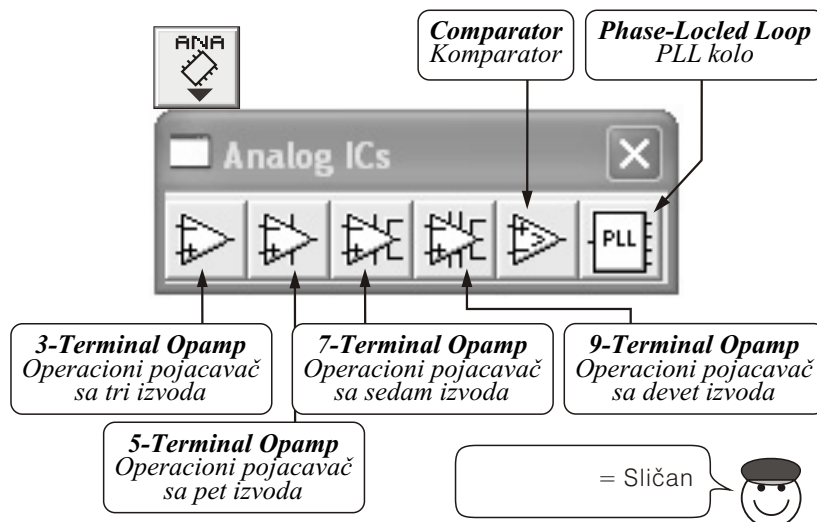 ANA
Comparator
Komparator
Phase-Locled Loop
PLL kolo
Analog ICs
PLL
3-Terminal Opamp
Operacioni pojacavač
sa tri izvoda
7-Terminal Opamp
Operacioni pojacavač
sa sedam izvoda
9-Terminal Opamp
Operacioni pojacavač
sa devet izvoda
5-Terminal Opamp
Operacioni pojacavač
sa pet izvoda
= Sličan